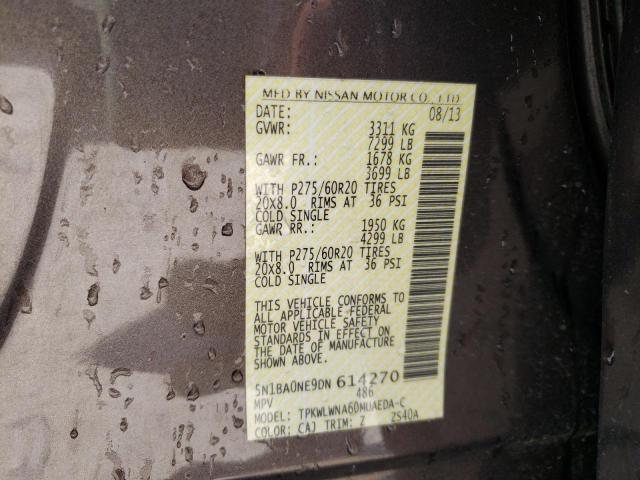 MFD BY NISSAN MOTOR CO., LTD
DATE: 08/13
GVWR: 3311 KG
7299 LB
GAWR FR.: 1678 KG
3699 LB
WITH P275/60R20 TIRES
20X8.0 RIMS AT 36 PSI
COLD SINGLE
GAWR RR.: 1950 KG
4299 LB
WITH P275/60R20 TIRES
20X8.0 RIMS AT 36 PSI
COLD SINGLE
THIS VEHICLE CONFORMS TO
ALL APPLICABLE FEDERAL
MOTOR VEHICLE SAFETY
STANDARDS IN EFFECT ON
THE DATE OF MANUFACTURE
SHOWN ABOVE.
5N1BA0NE9DN 614270
MPV 486
MODEL: TPKWLWNA60MUAEDA-C
COLOR: CAJ TRIM: Z ZS40A